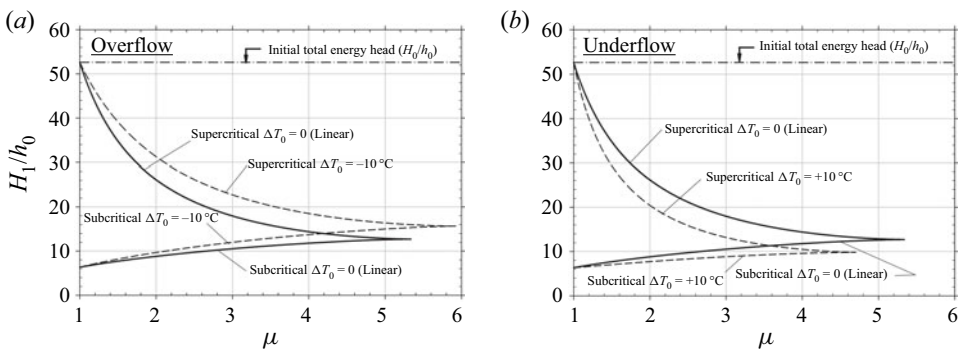 (a)
60
50
40
30
20
10
0
H₁/h₀
Overflow
Initial total energy head (H₀/h₀)
Supercritical ΔT₀ = 0 (Linear)
Supercritical ΔT₀ = –10 °C
Subcritical ΔT₀ = –10 °C
Subcritical ΔT₀ = 0 (Linear)
1 2 3 4 5 6
μ
(b)
60
50
40
30
20
10
0
Underflow
Initial total energy head (H₀/h₀)
Supercritical ΔT₀ = 0 (Linear)
Supercritical ΔT₀ = +10 °C
Subcritical ΔT₀ = 0 (Linear)
Subcritical ΔT₀ = +10 °C
1 2 3 4 5 6
μ